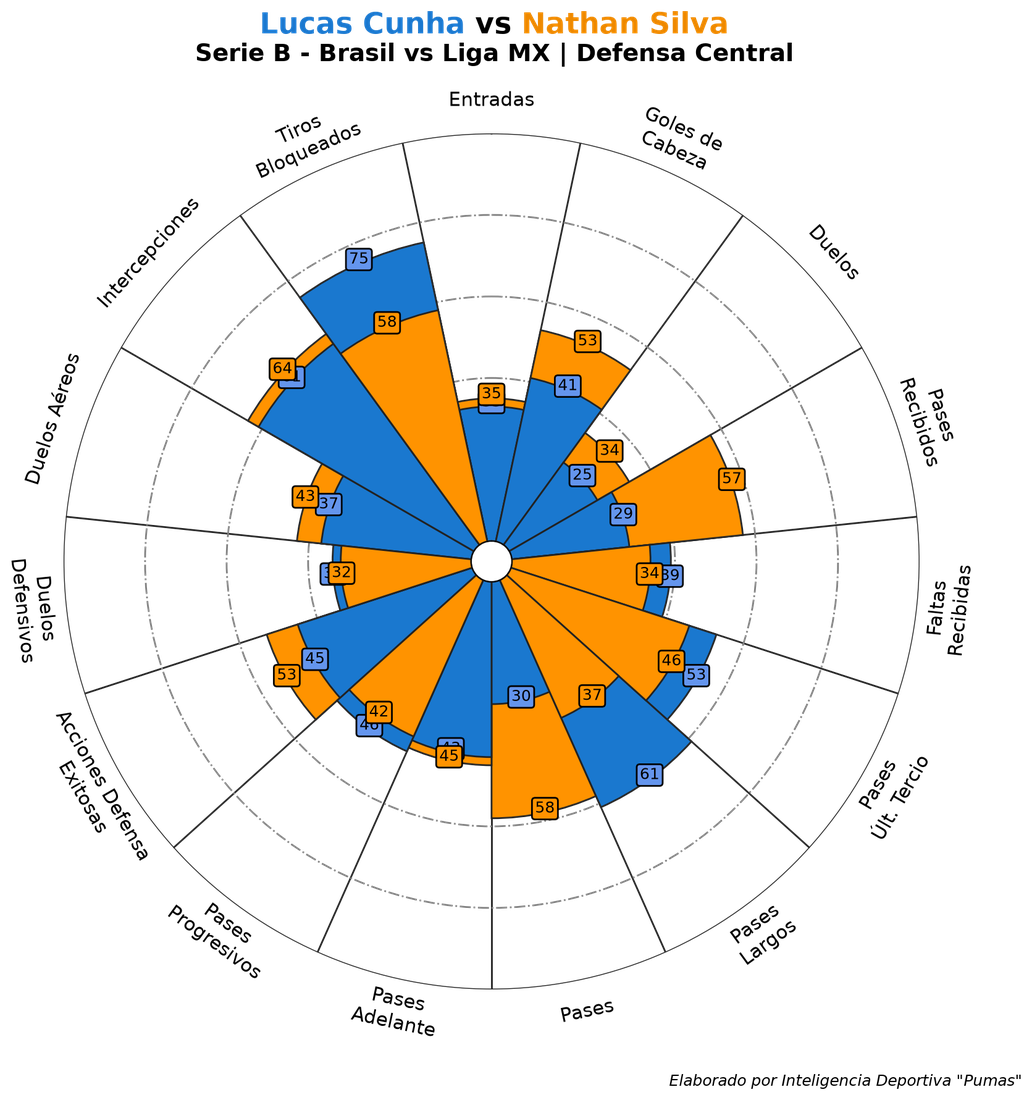 Lucas Cunha vs Nathan Silva
Serie B - Brasil vs Liga MX | Defensa Central
Entradas
Goles de
Cabeza
Duelos
Pases
Recibidos
Faltas
Recibidas
Pases
Últ. Tercio
Pases
Largos
Pases
Pases
Adelante
Pases
Progresivos
Acciones Defensa
Exitosas
Duelos
Defensivos
Duelos Aéreos
Intercepciones
Tiros
Bloqueados
35
53
41
34
25
57
29
34
39
46
53
37
61
30
58
45
42
46
45
53
32
43
37
64
75
58
Elaborado por Inteligencia Deportiva "Pumas"